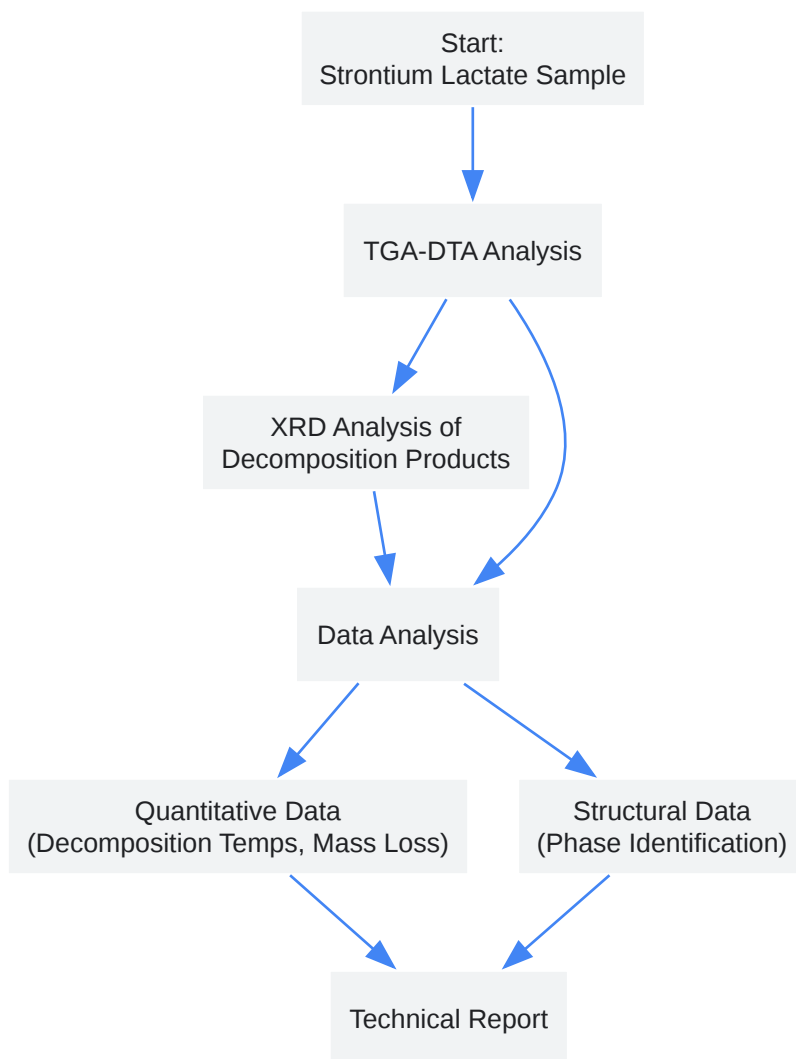 Start:
Strontium Lactate Sample
TGA-DTA Analysis
XRD Analysis of
Decomposition Products
Data Analysis
Quantitative Data
(Decomposition Temps, Mass Loss)
Structural Data
(Phase Identification)
Technical Report